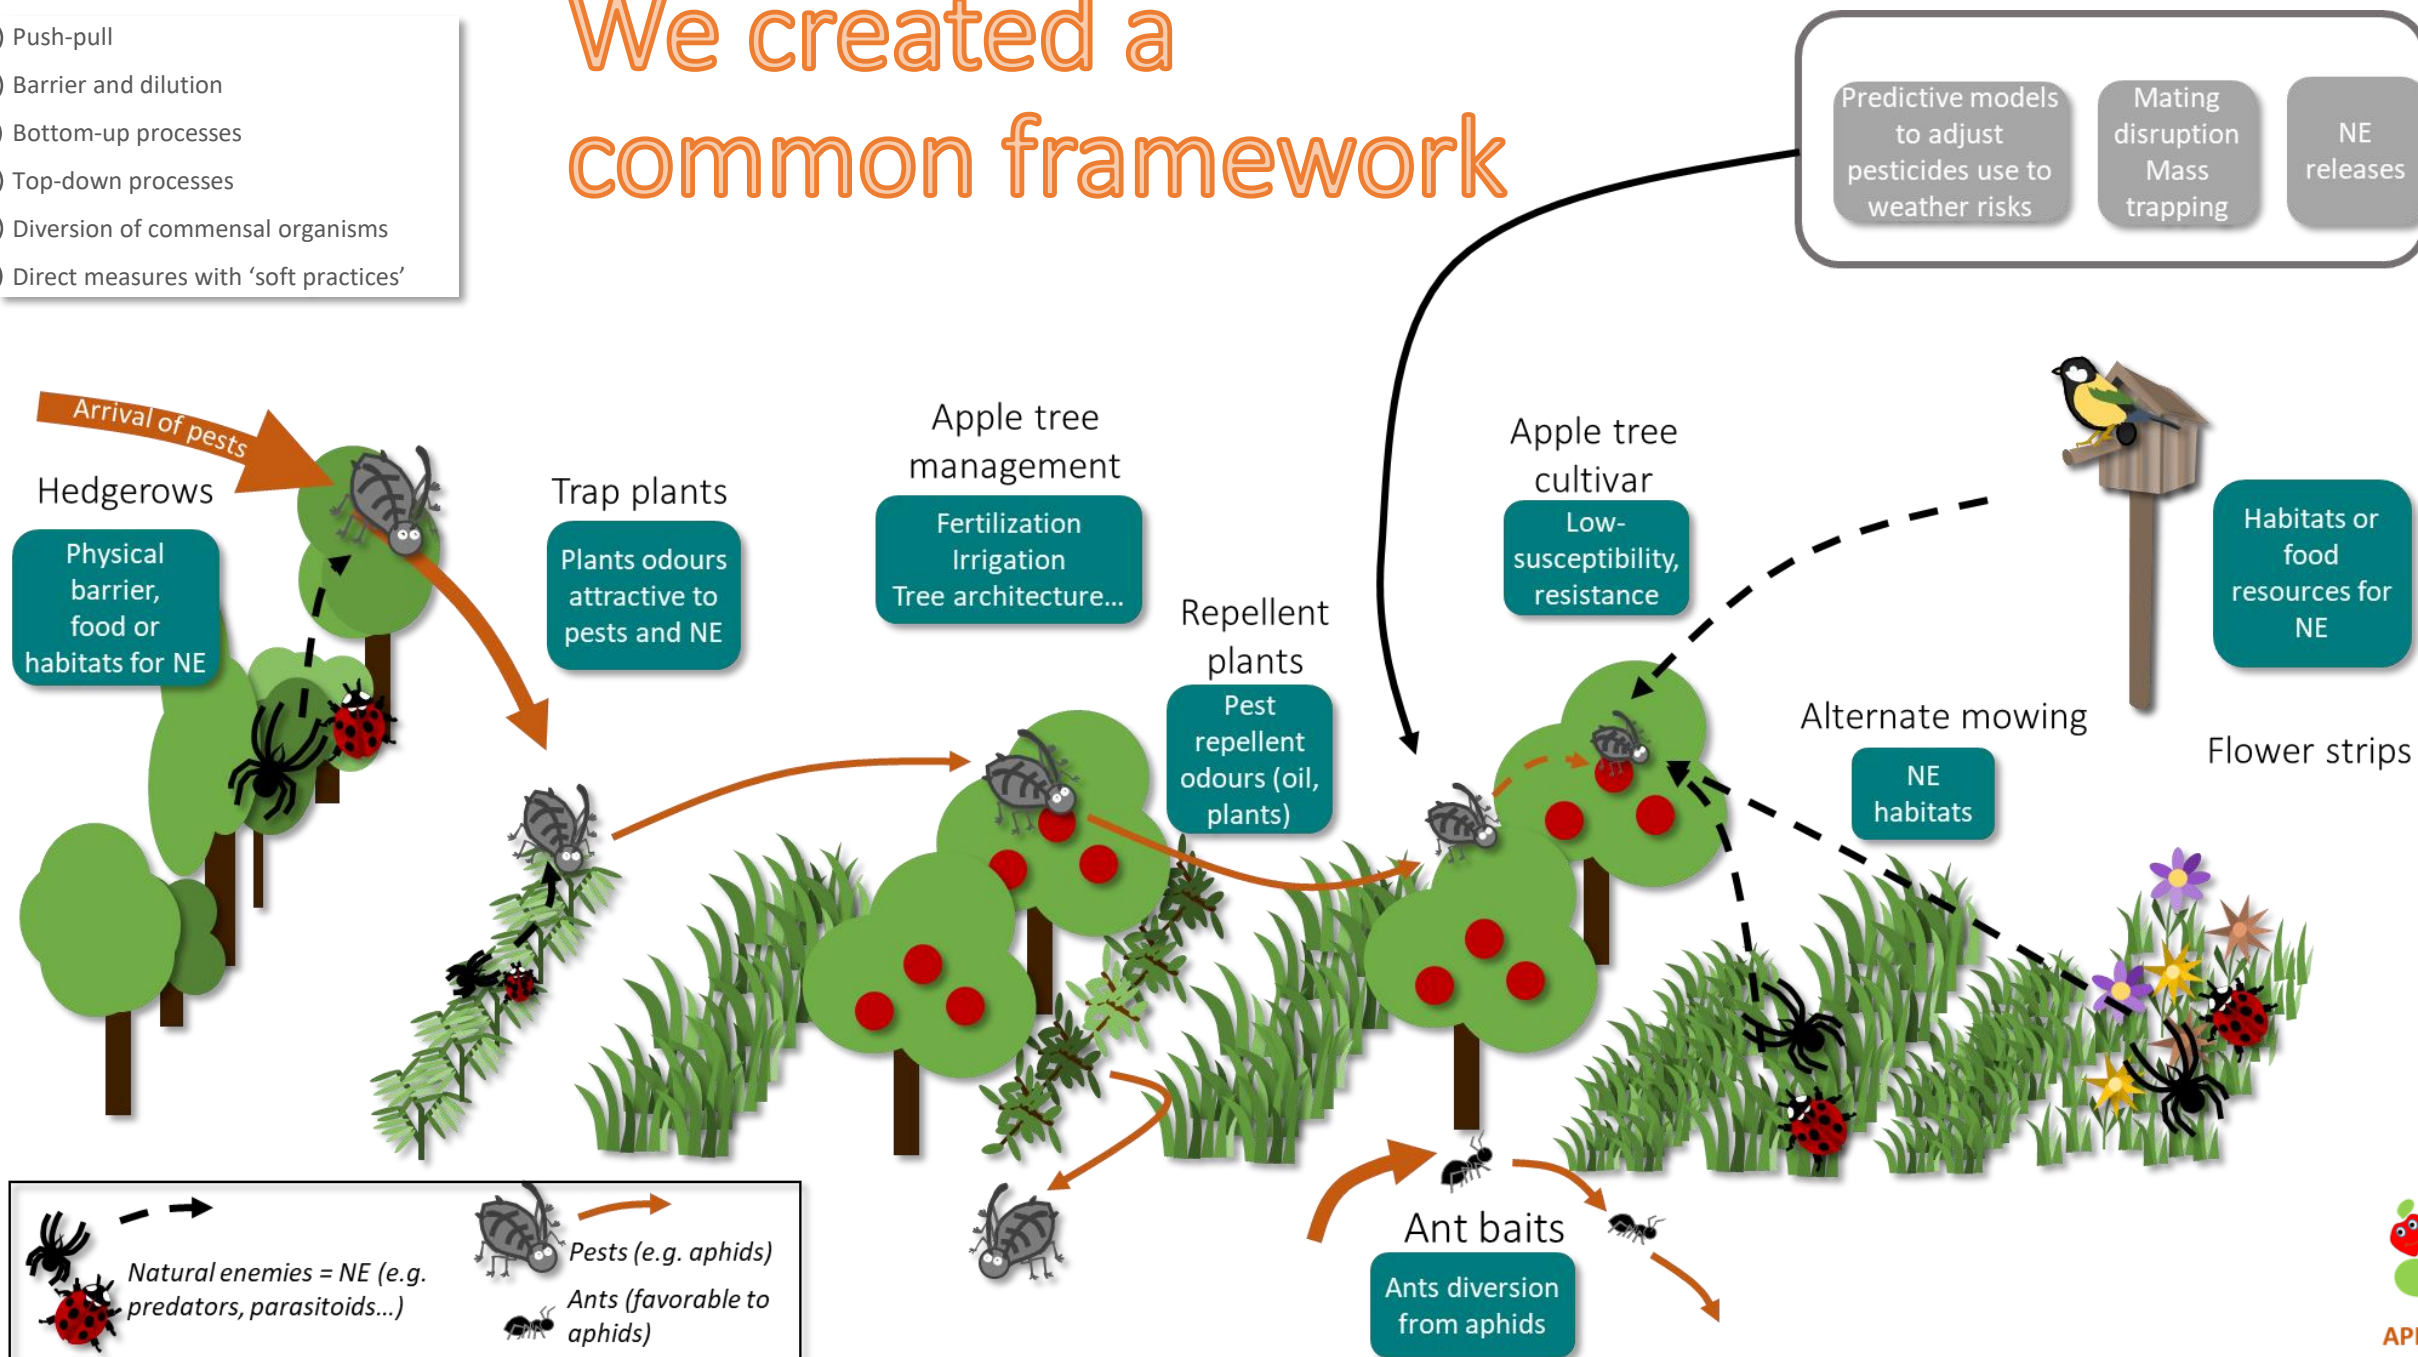 ) Push-pull
) Barrier and dilution
) Bottom-up processes
) Top-down processes
) Diversion of commensal organisms
) Direct measures with ‘soft practices’
We created a
common framework
Predictive models
to adjust
pesticides use to
weather risks
Mating
disruption
Mass
trapping
NE
releases
Arrival of pests
Hedgerows
Physical
barrier,
food or
habitats for NE
Trap plants
Plants odours
attractive to
pests and NE
Apple tree
management
Fertilization
Irrigation
Tree architecture...
Repellent
plants
Pest
repellent
odours (oil,
plants)
Apple tree
cultivar
Low-
susceptibility,
resistance
Habitats or
food
resources for
NE
Alternate mowing
NE
habitats
Flower strips
Ant baits
Ants diversion
from aphids
Natural enemies = NE (e.g.
predators, parasitoids...)
Pests (e.g. aphids)
Ants (favorable to
aphids)